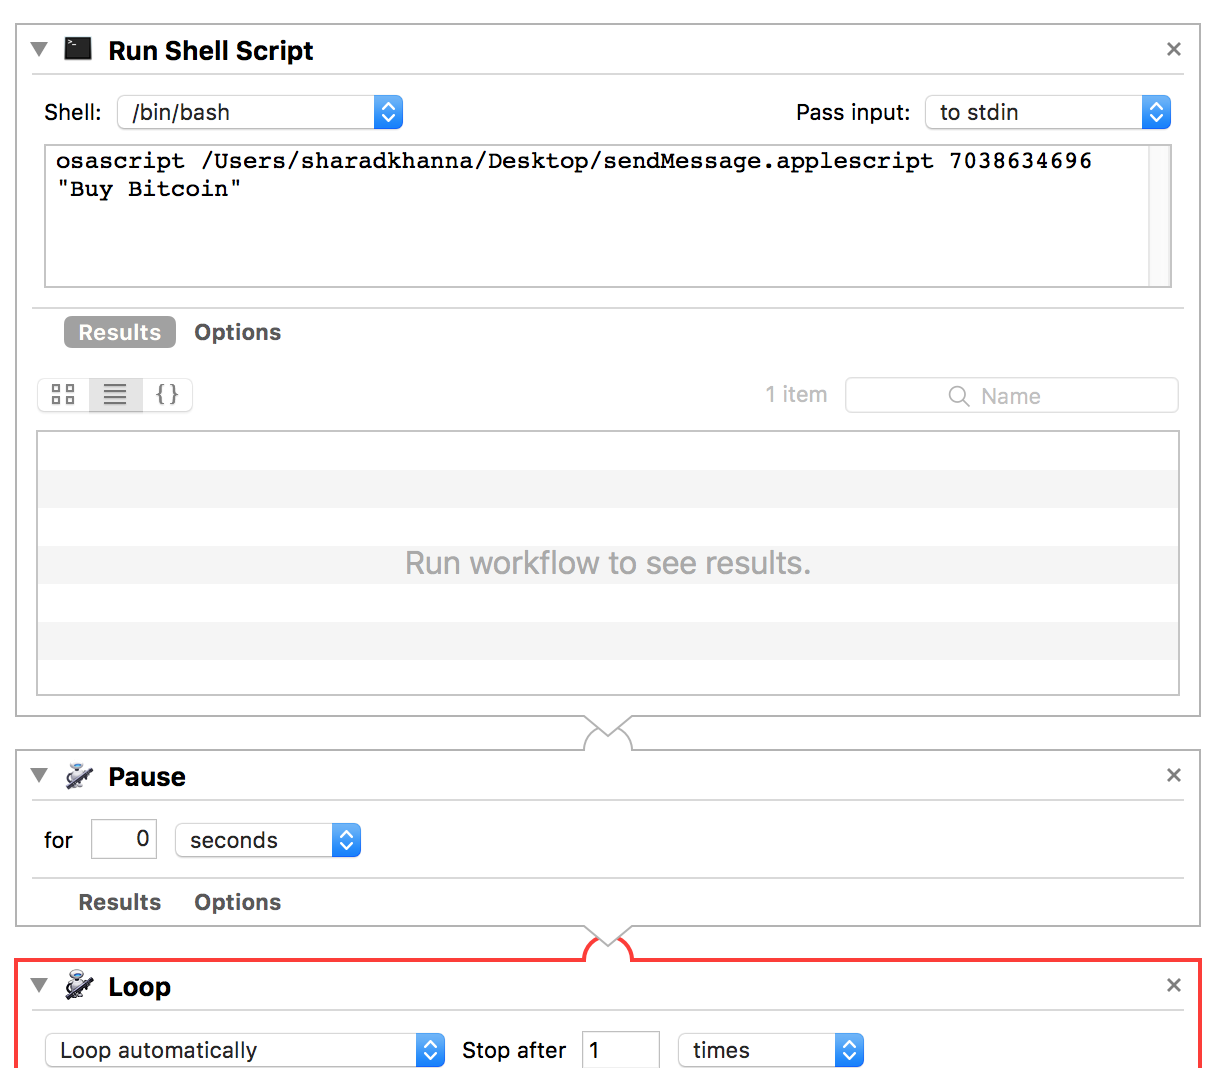 Run Shell Script
Shell: /bin/bash Pass input: to stdin
osascript /Users/sharadkhanna/Desktop/sendMessage.applescript 7038634696
"Buy Bitcoin"
Results Options
{} 1 item Name
Run workflow to see results.
Pause
for 0 seconds
Results Options
Loop
Loop automatically Stop after 1 times